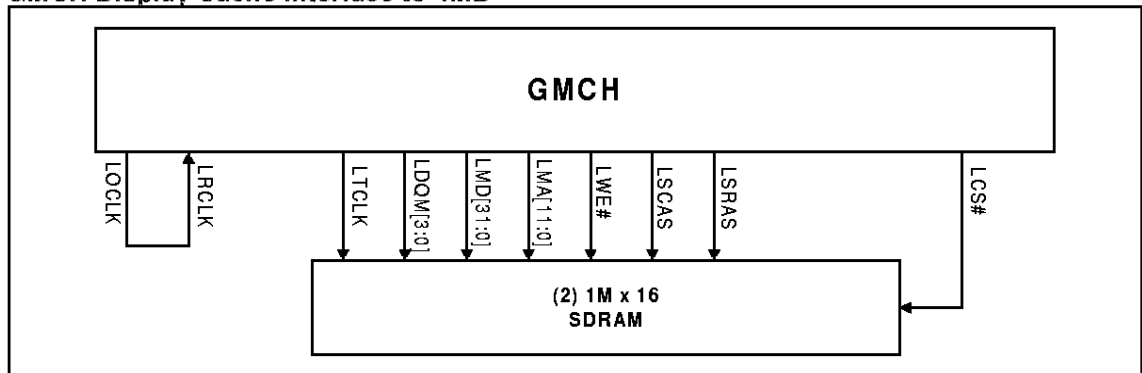 GMCH
LOCLK
LRCLK
LTCLK
LDQM[3:0]
LMD[31:0]
LMA[11:0]
LWE#
LSCAS
LSRAS
LCS#
(2) 1M x 16
SDRAM